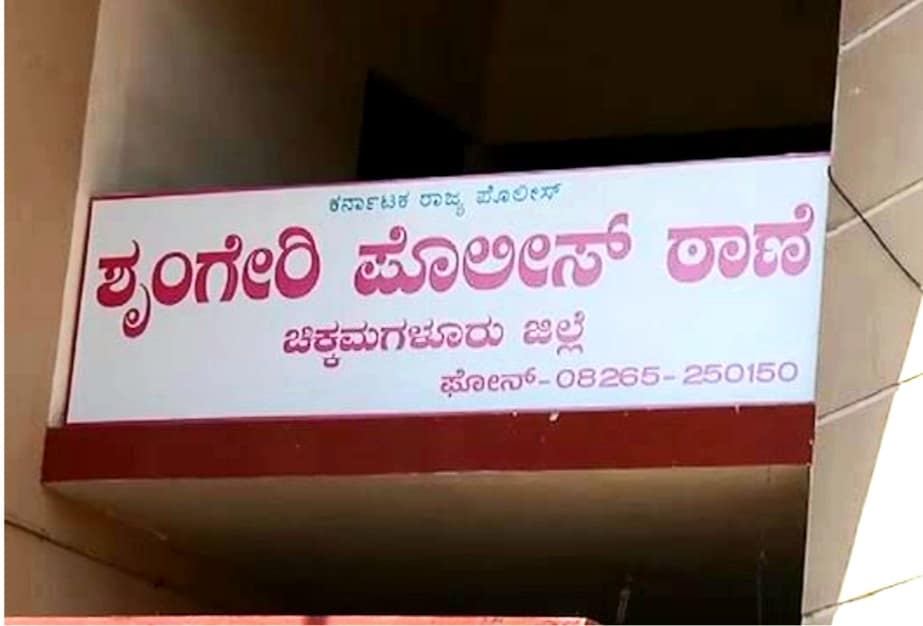 ಕರ್ನಾಟಕ ರಾಜ್ಯ ಪೊಲೀಸ್
ಶೃಂಗೇರಿ ಪೊಲೀಸ್ ಠಾಣೆ
ಚಿಕ್ಕಮಗಳೂರು ಜಿಲ್ಲೆ
ಫೋನ್-08265-250150